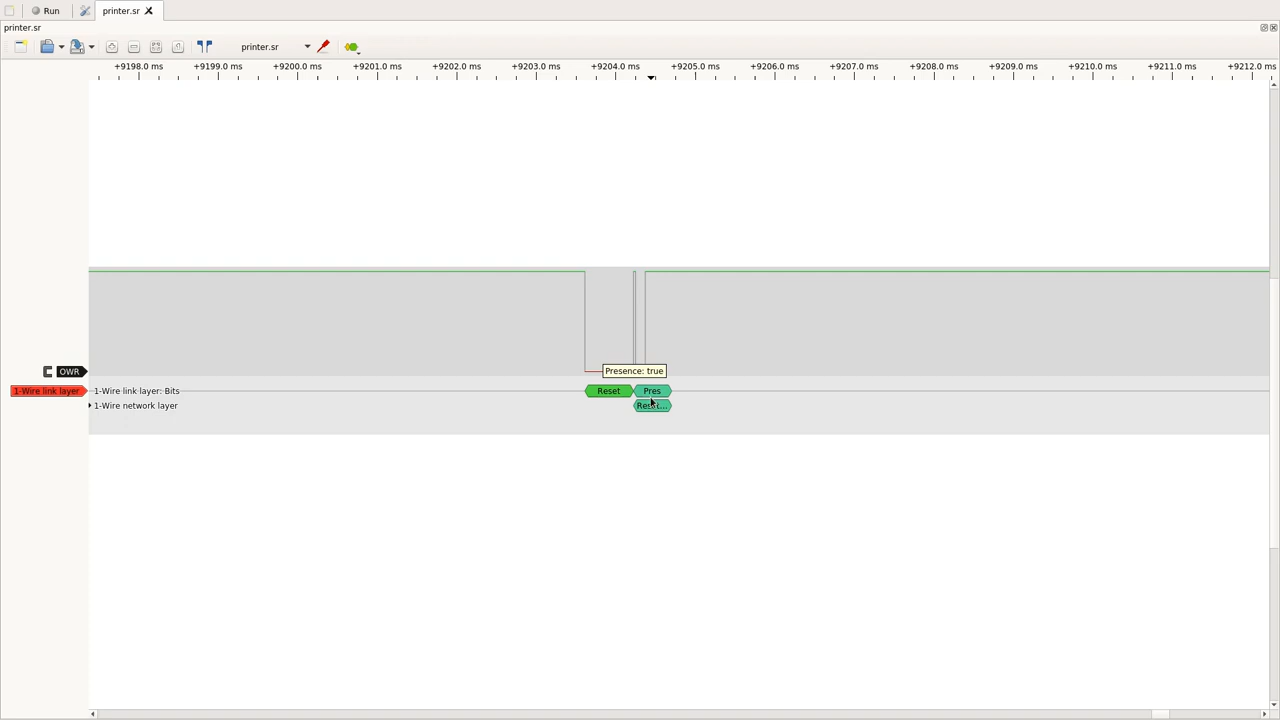 Run
printer.sr
printer.sr
printer.sr
+9198.0 ms +9199.0 ms +9200.0 ms +9201.0 ms +9202.0 ms +9203.0 ms +9204.0 ms +9205.0 ms +9206.0 ms +9207.0 ms +9208.0 ms +9209.0 ms +9210.0 ms +9211.0 ms +9212.0 ms
OWR
Presence: true
1-Wire link layer
1-Wire link layer: Bits
Reset
Pres
1-Wire network layer